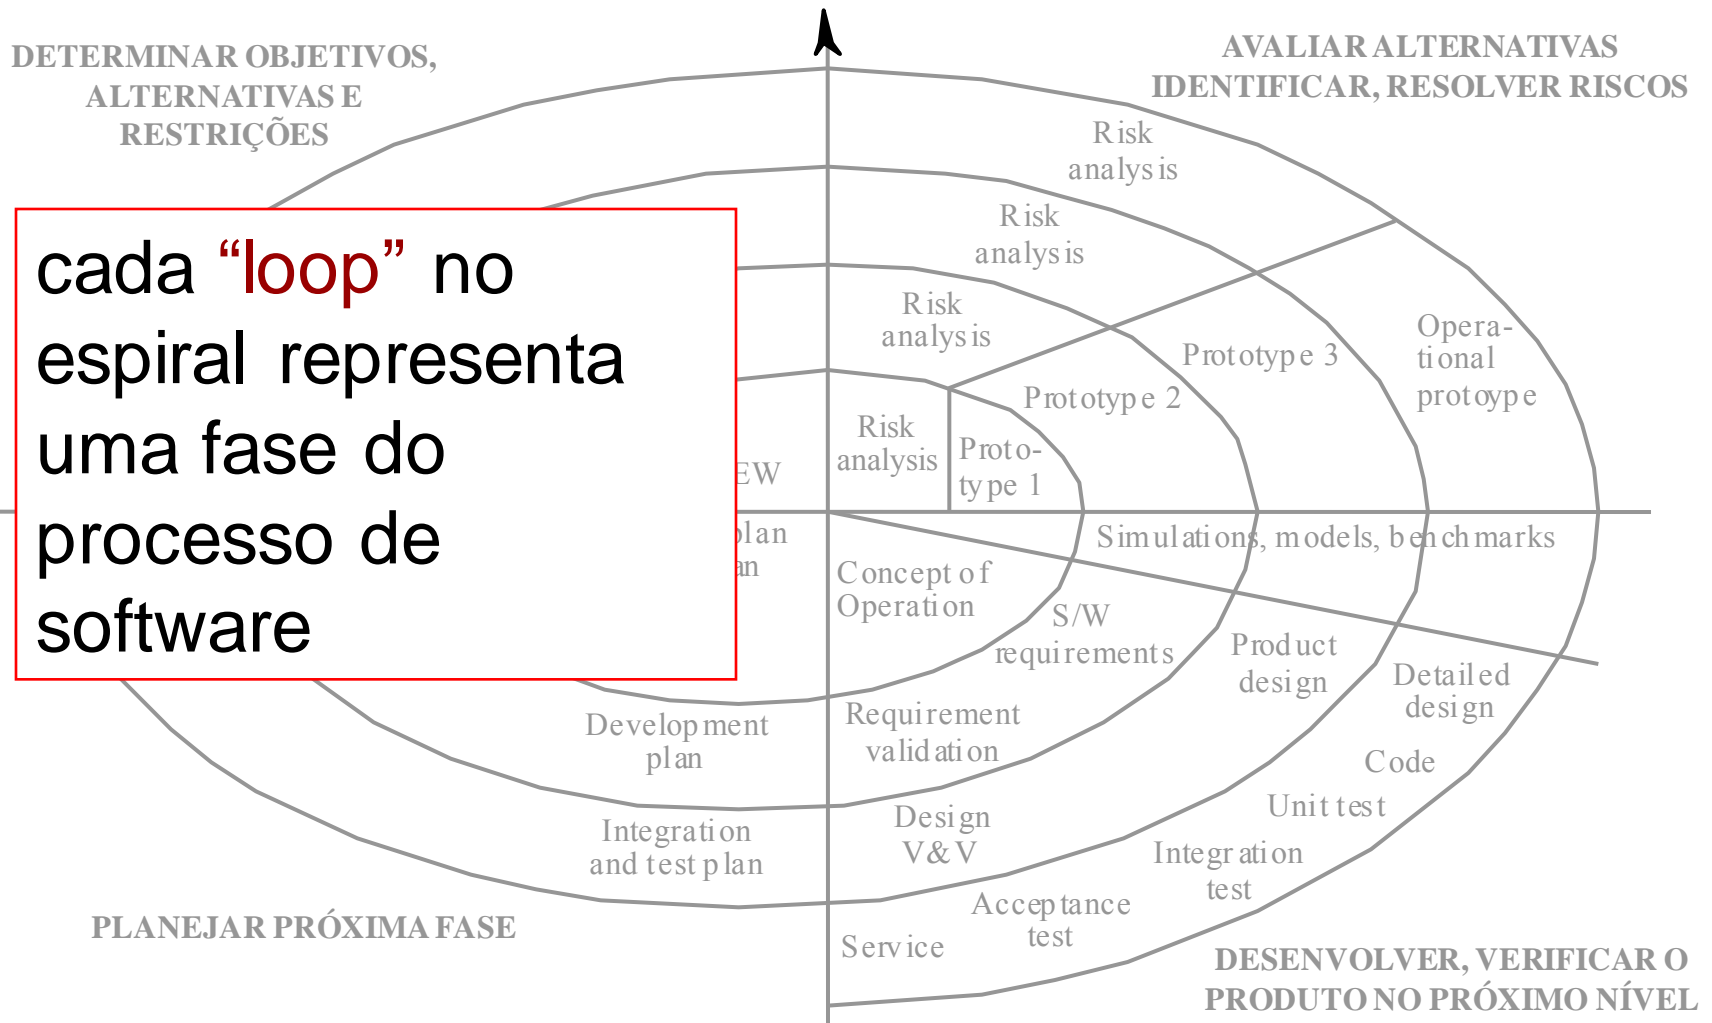 DETERMINAR OBJETIVOS,
ALTERNATIVAS E
RESTRIÇÕES
AVALIAR ALTERNATIVAS
IDENTIFICAR, RESOLVER RISCOS
cada “loop” no
espiral representa
uma fase do
processo de
software
Risk
analysis
Risk
analysis
Risk
analysis
Risk
analysis
Proto-
type 1
Prototype 2
Prototype 3
Opera-
tional
protoype
EW
plan
an
Simulations, models, benchmarks
Concept of
Operation
S/W
requirements
Product
design
Detailed
design
Development
plan
Requirement
validation
Code
Unit test
Integration
and test plan
Design
V&V
Integration
test
Acceptance
test
Service
PLANEJAR PRÓXIMA FASE
DESENVOLVER, VERIFICAR O
PRODUTO NO PRÓXIMO NÍVEL